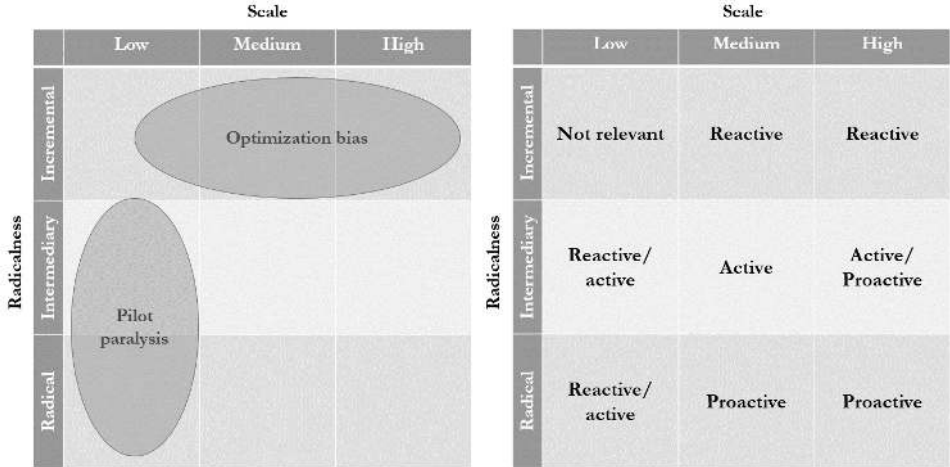 Scale
Low Medium High
Radicalness
Incremental
Optimization bias
Intermediary
Pilot
paralysis
Radical
Scale
Low Medium High
Radicalness
Incremental
Not relevant Reactive Reactive
Intermediary
Reactive/
active
Active
Active/
Proactive
Radical
Reactive/
active
Proactive
Proactive